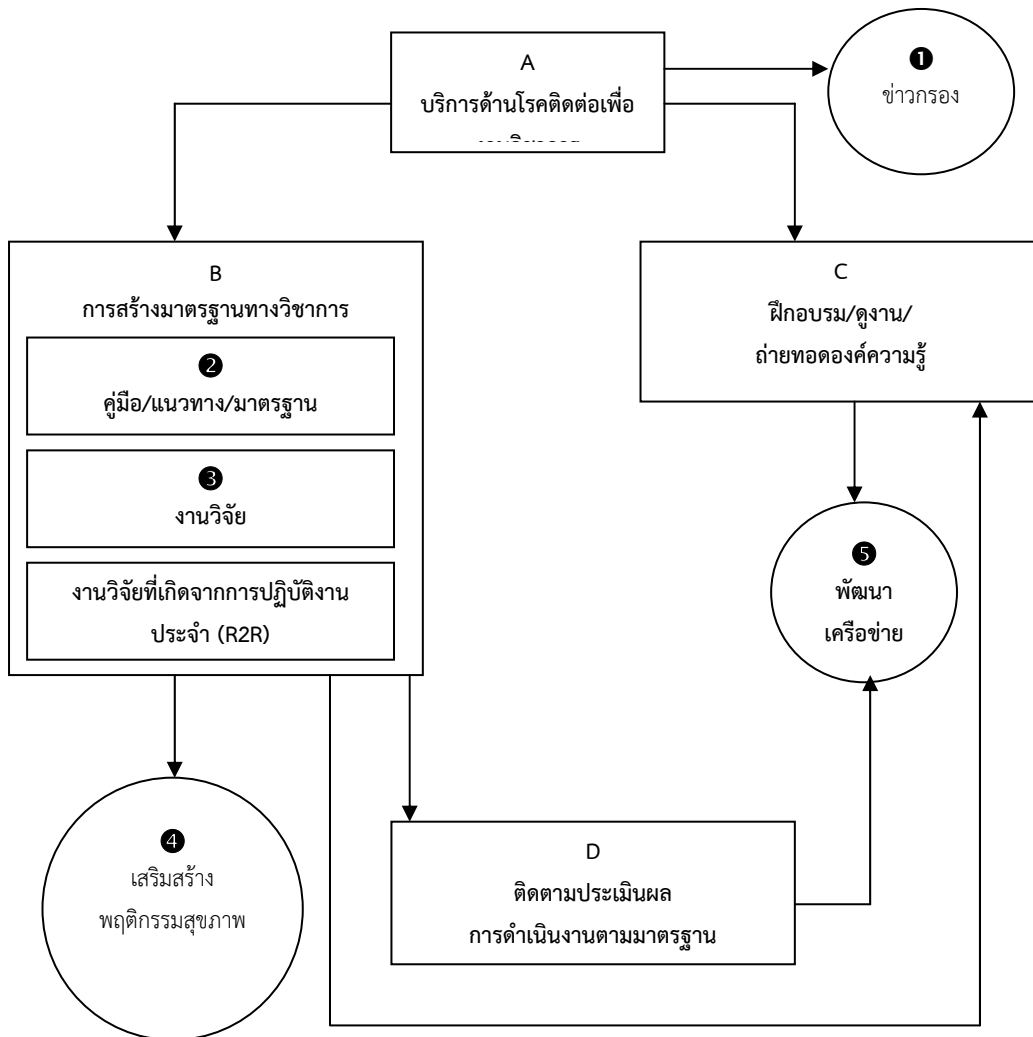 A
บริการด้านโรคติดต่อเพื่อ
❶
ข่าวกรอง
B
การสร้างมาตรฐานทางวิชาการ
❷
คู่มือ/แนวทาง/มาตรฐาน
❸
งานวิจัย
งานวิจัยที่เกิดจากการปฏิบัติงาน
ประจำ (R2R)
C
ฝึกอบรม/ดูงาน/
ถ่ายทอดองค์ความรู้
❺
พัฒนา
เครือข่าย
❹
เสริมสร้าง
พฤติกรรมสุขภาพ
D
ติดตามประเมินผล
การดำเนินงานตามมาตรฐาน